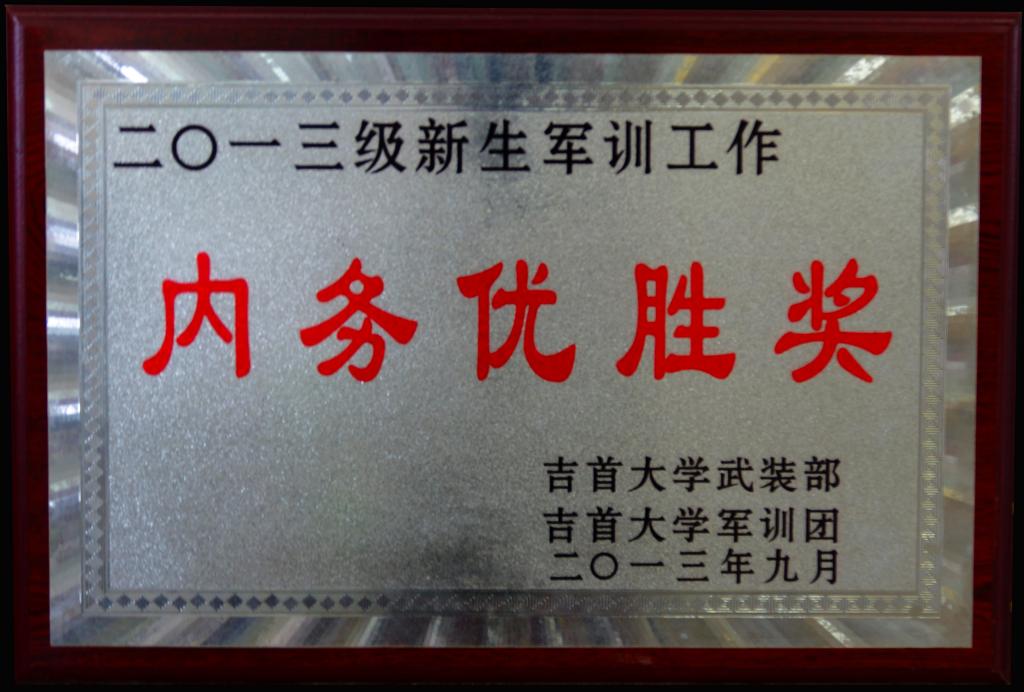 二〇一三级新生军训工作
内务优胜奖
吉首大学武装部
吉首大学军训团
二〇一三年九月